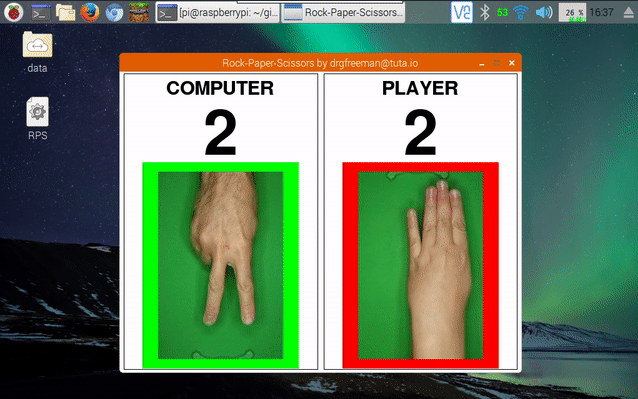 [pi@raspberrypi: ~/gi...
Rock-Paper-Scissors...
53
26 %
16:37
data
RPS
Rock-Paper-Scissors by drgfreeman@tuta.io
COMPUTER
PLAYER
2
2